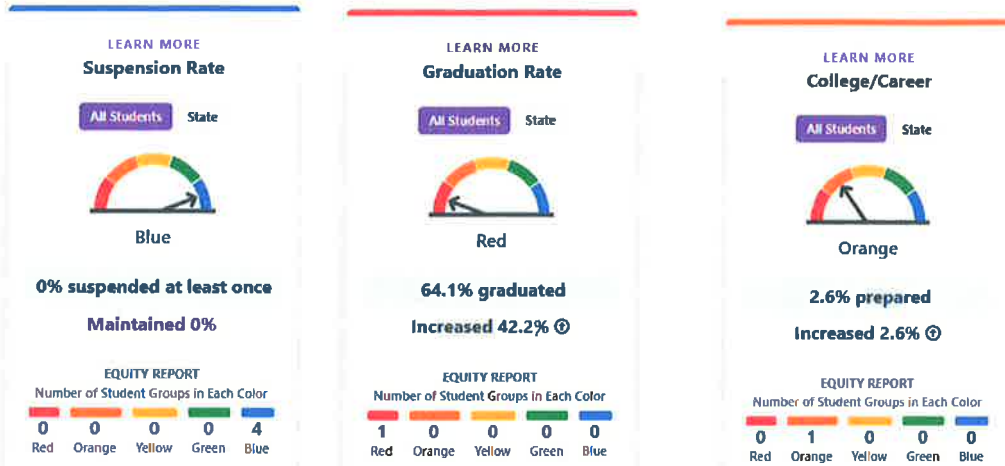 LEARN MORE
Suspension Rate
All Students State
Blue
0% suspended at least once
Maintained 0%
EQUITY REPORT
Number of Student Groups in Each Color
0 0 0 0 4
Red Orange Yellow Green Blue
LEARN MORE
Graduation Rate
All Students State
Red
64.1% graduated
Increased 42.2%
EQUITY REPORT
Number of Student Groups in Each Color
1 0 0 0 0
Red Orange Yellow Green Blue
LEARN MORE
College/Career
All Students State
Orange
2.6% prepared
Increased 2.6%
EQUITY REPORT
Number of Student Groups in Each Color
0 1 0 0 0
Red Orange Yellow Green Blue